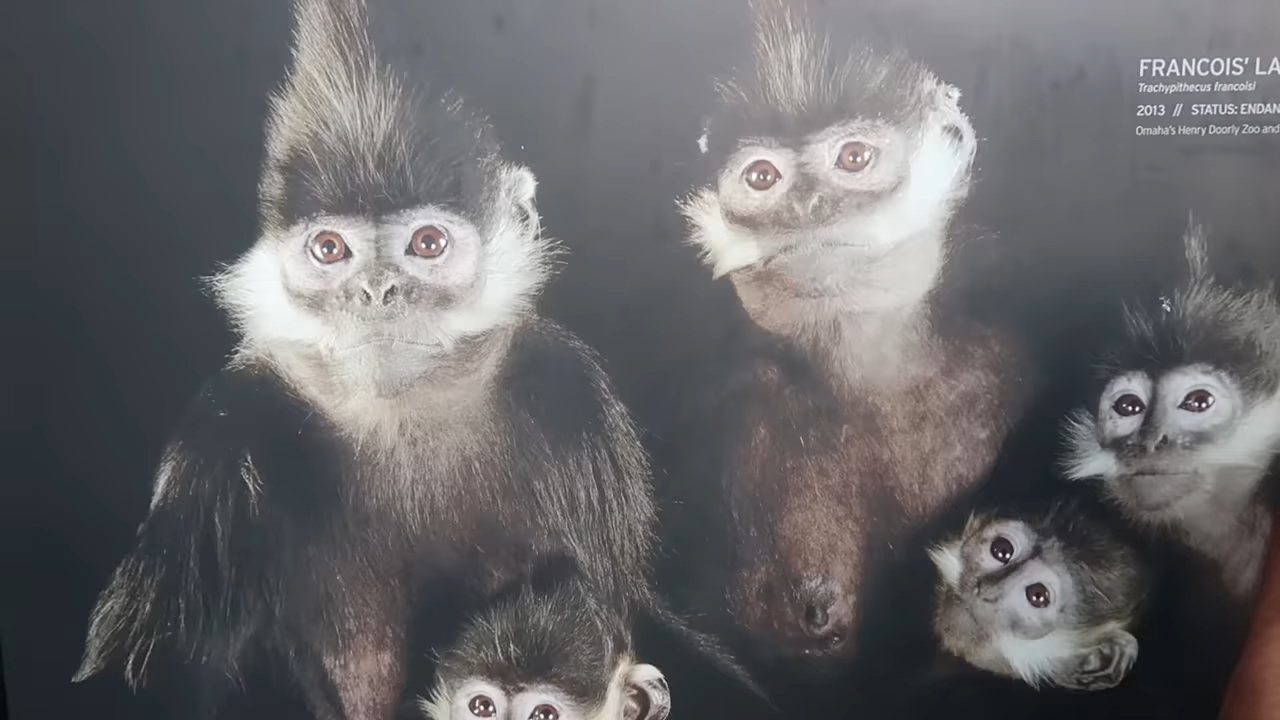 FRANCOIS' LA
Trachypithecus francoisi
2013 // STATUS: ENDAN
Omaha's Henry Doorly Zoo and